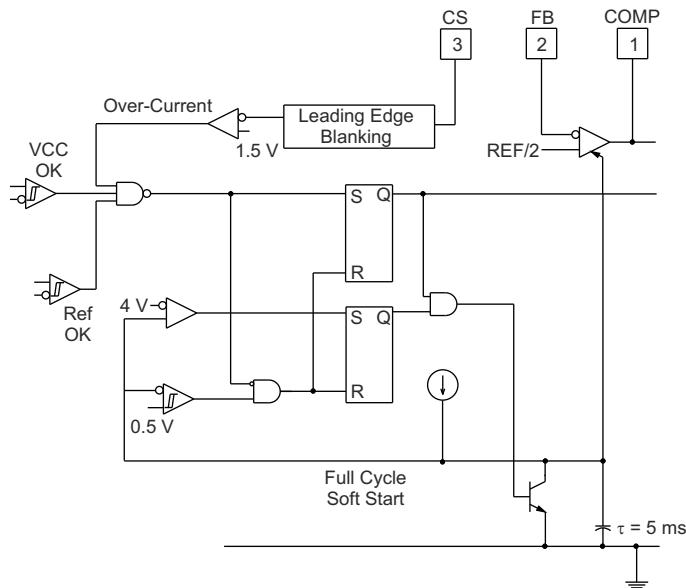 CS
FB
COMP
3
2
1
Over-Current
Leading Edge
Blanking
1.5 V
REF/2
VCC
OK
S
Q
R
Ref
OK
4 V
S
Q
R
0.5 V
Full Cycle
Soft Start
τ = 5 ms